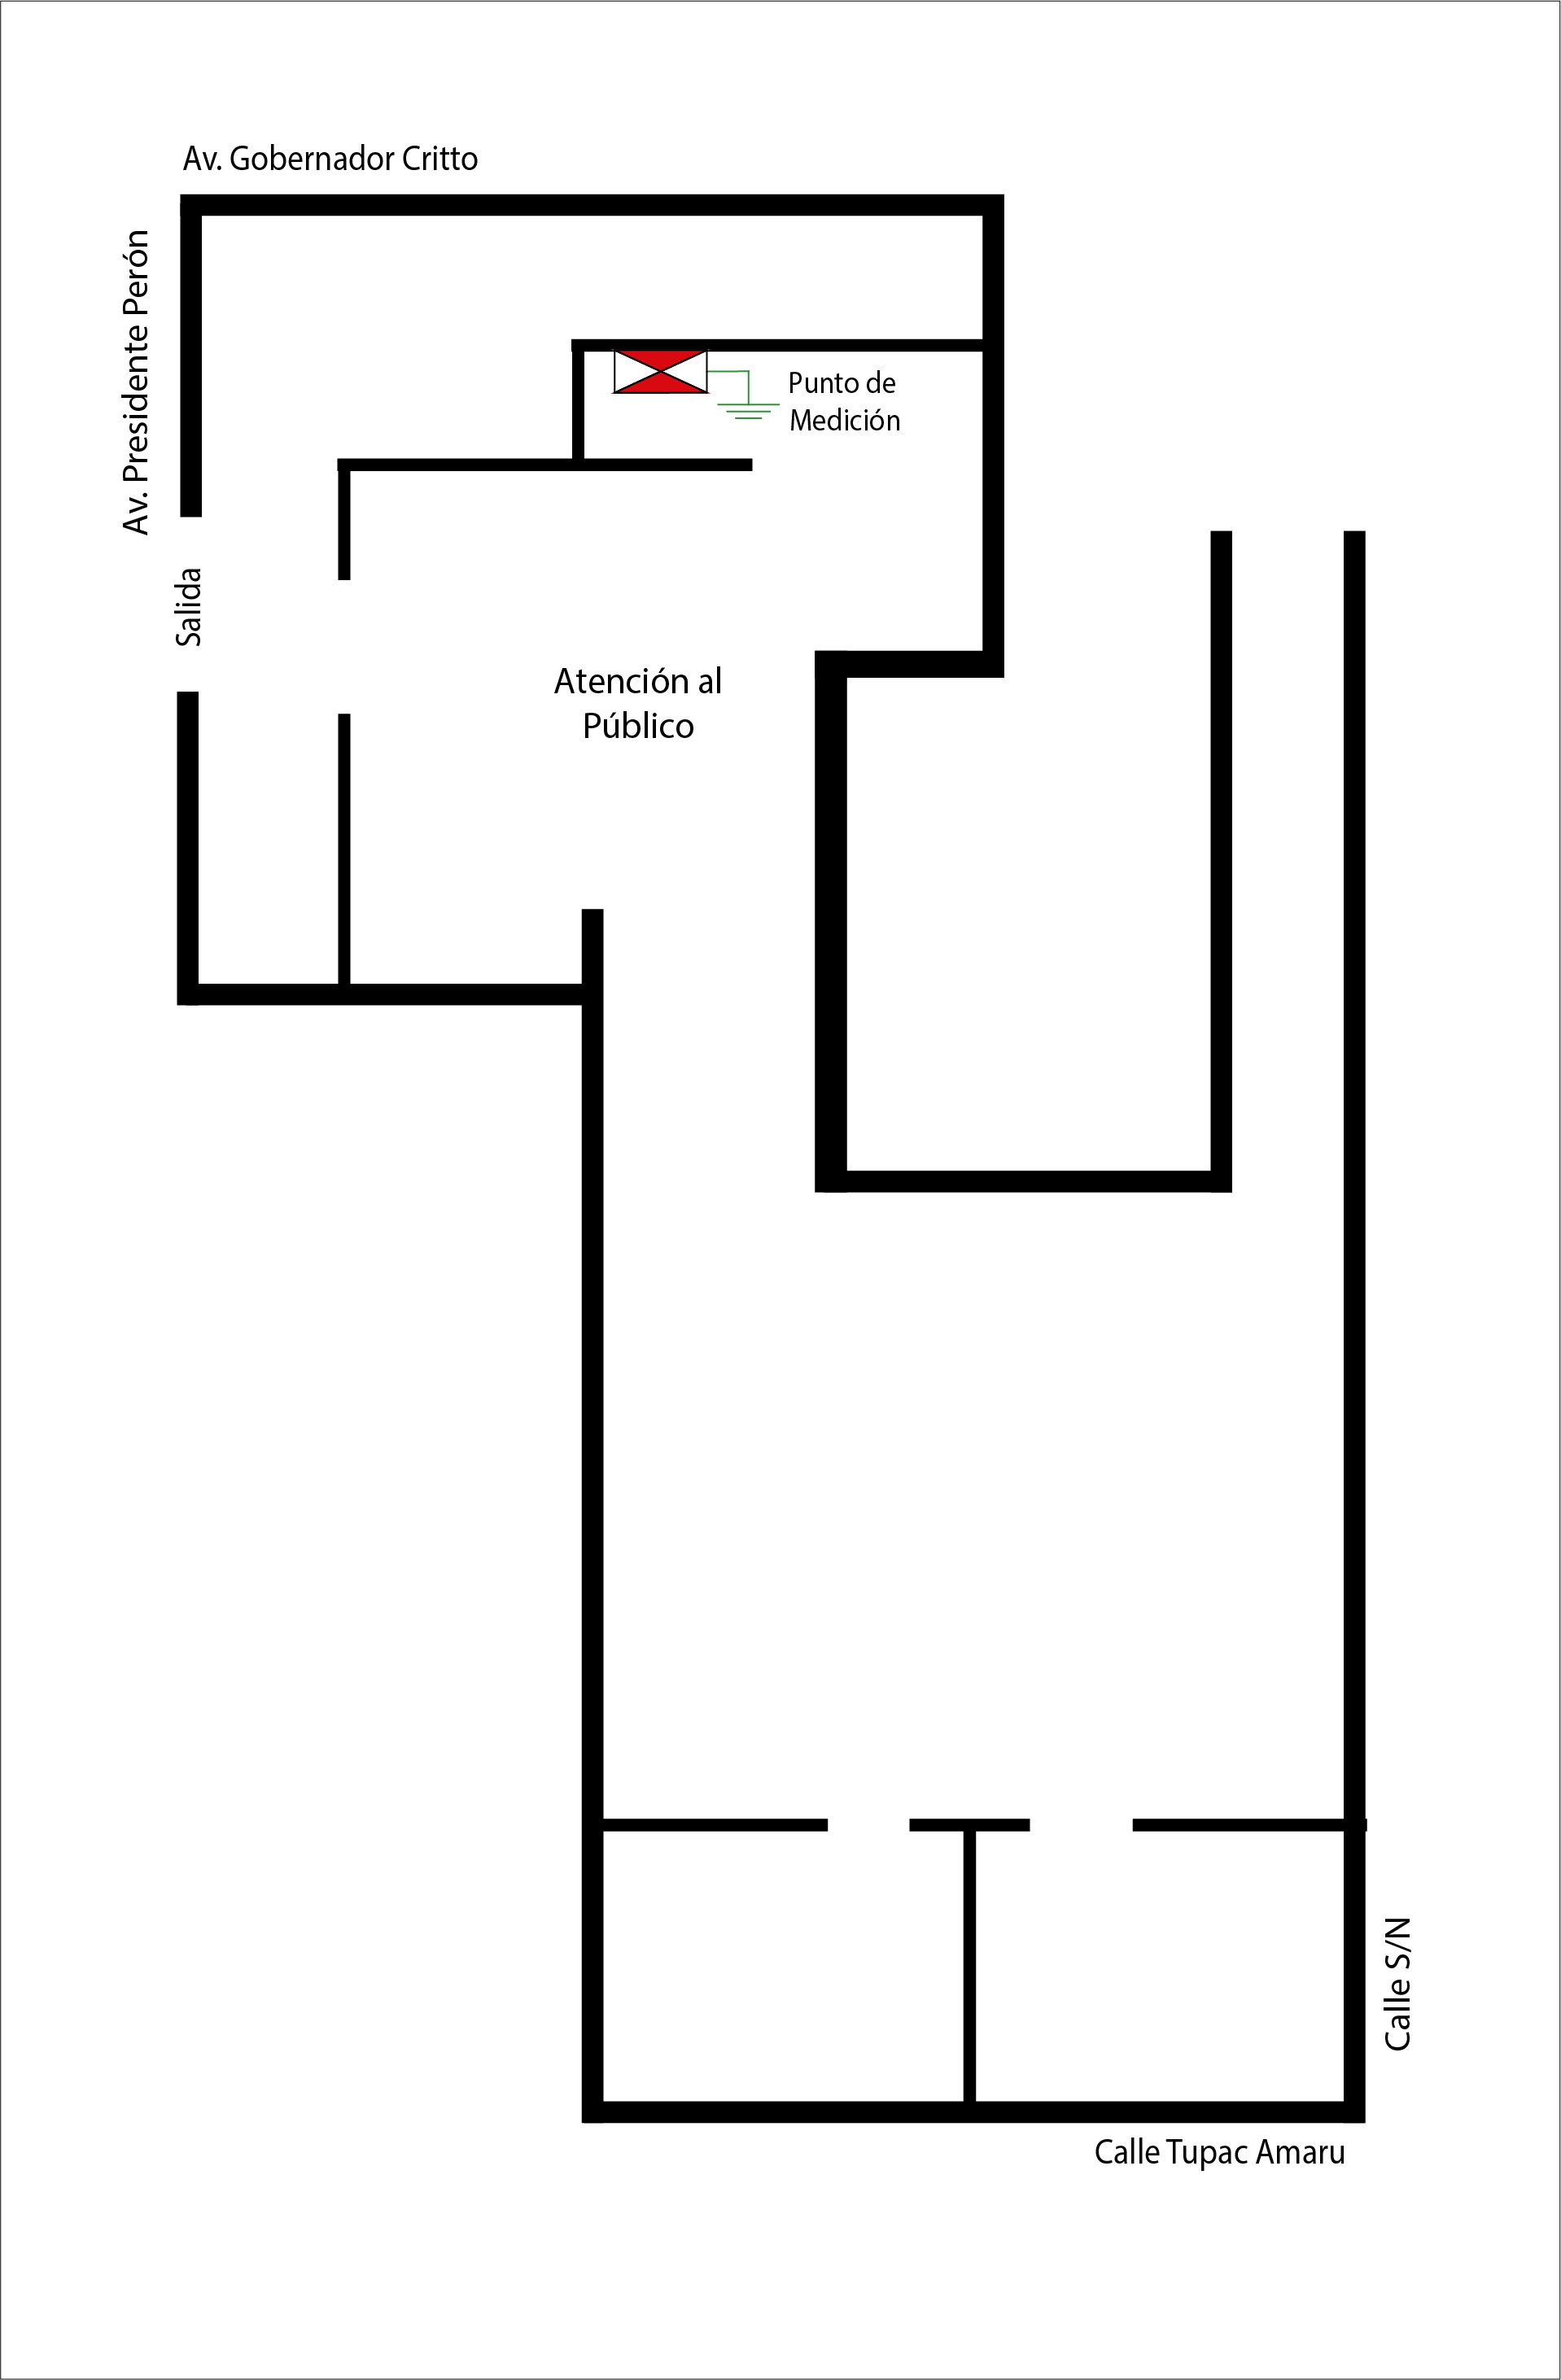 Av. Gobernador Critto
Av. Presidente Perón
Punto de
Medición
Salida
Atención al
Público
Calle S/N
Calle Tupac Amaru